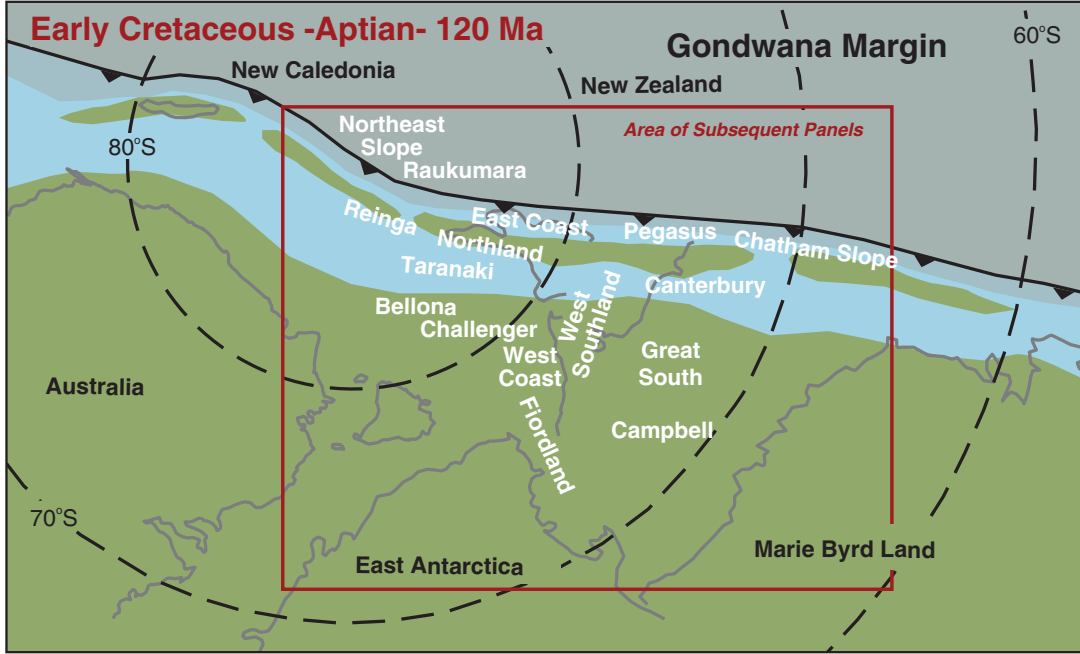 Early Cretaceous -Aptian- 120 Ma
Gondwana Margin
60°S
New Caledonia
New Zealand
Area of Subsequent Panels
Northeast
Slope
Raukumara
80°S
Reinga
East Coast
Pegasus
Chatham Slope
Northland
Taranaki
Canterbury
Bellona
Challenger
West
Southland
West
Coast
Great
South
Australia
Fiordland
Campbell
70°S
East Antarctica
Marie Byrd Land